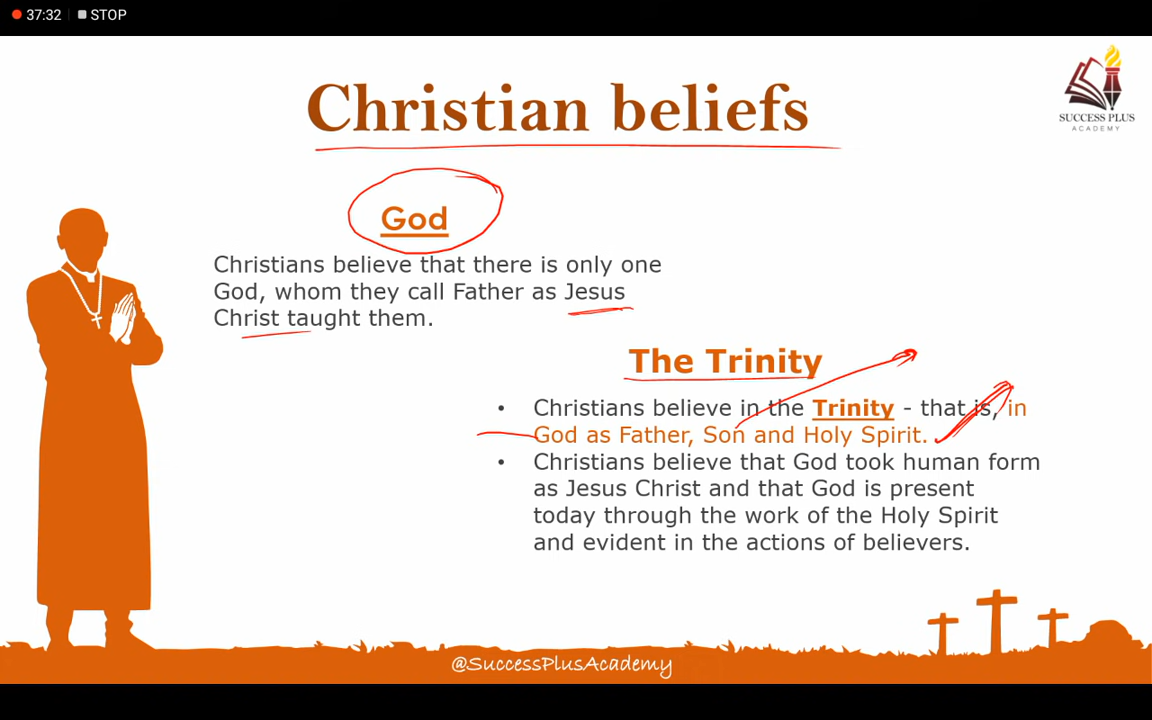 37:32 STOP
SUCCESS PLUS
ACADEMY
Christian beliefs
God
Christians believe that there is only one
God, whom they call Father as Jesus
Christ taught them.
The Trinity
• Christians believe in the Trinity - that is, in
God as Father, Son and Holy Spirit.
• Christians believe that God took human form
as Jesus Christ and that God is present
today through the work of the Holy Spirit
and evident in the actions of believers.
@SuccessPlusAcademy